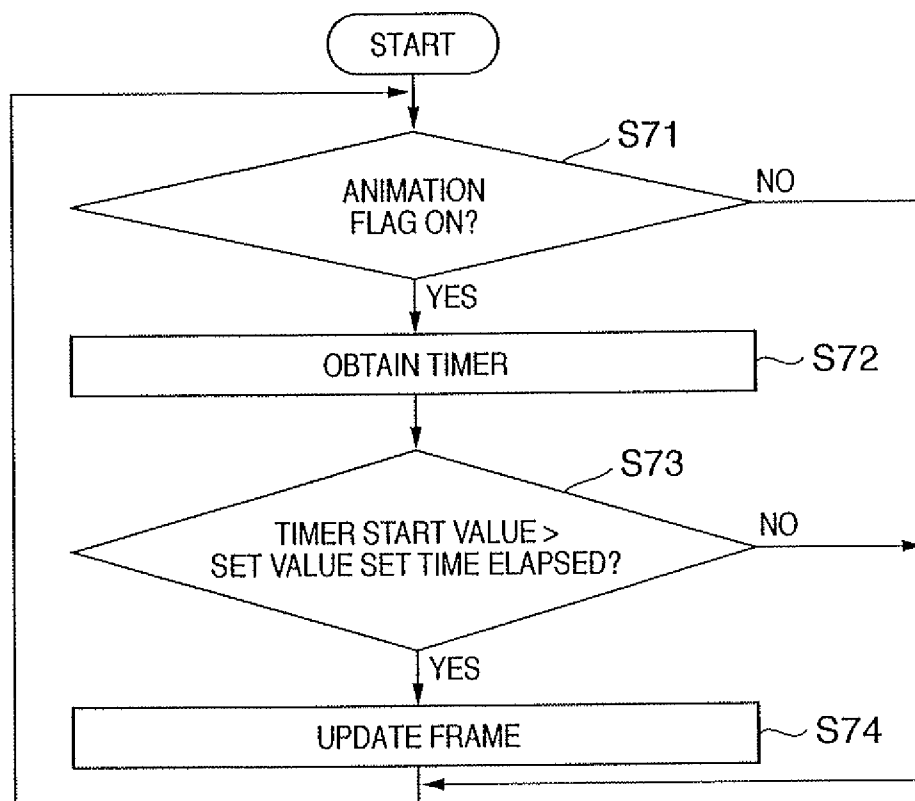 START
S71
ANIMATION
FLAG ON?
NO
YES
OBTAIN TIMER
S72
S73
TIMER START VALUE >
SET VALUE SET TIME ELAPSED?
NO
YES
UPDATE FRAME
S74